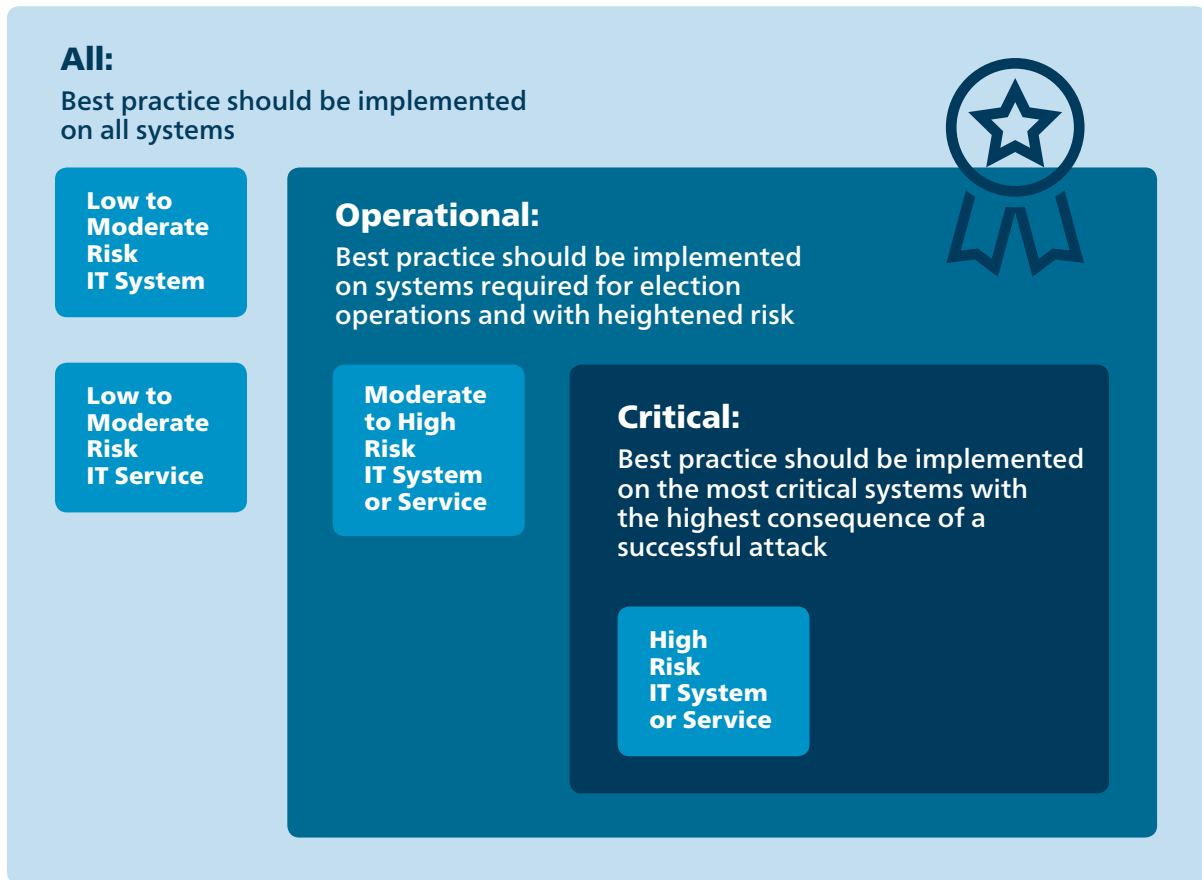 All:
Best practice should be implemented
on all systems
Low to
Moderate
Risk
IT System
Low to
Moderate
Risk
IT Service
Operational:
Best practice should be implemented
on systems required for election
operations and with heightened risk
Moderate
to High
Risk
IT System
or Service
Critical:
Best practice should be implemented
on the most critical systems with
the highest consequence of a
successful attack
High
Risk
IT System
or Service